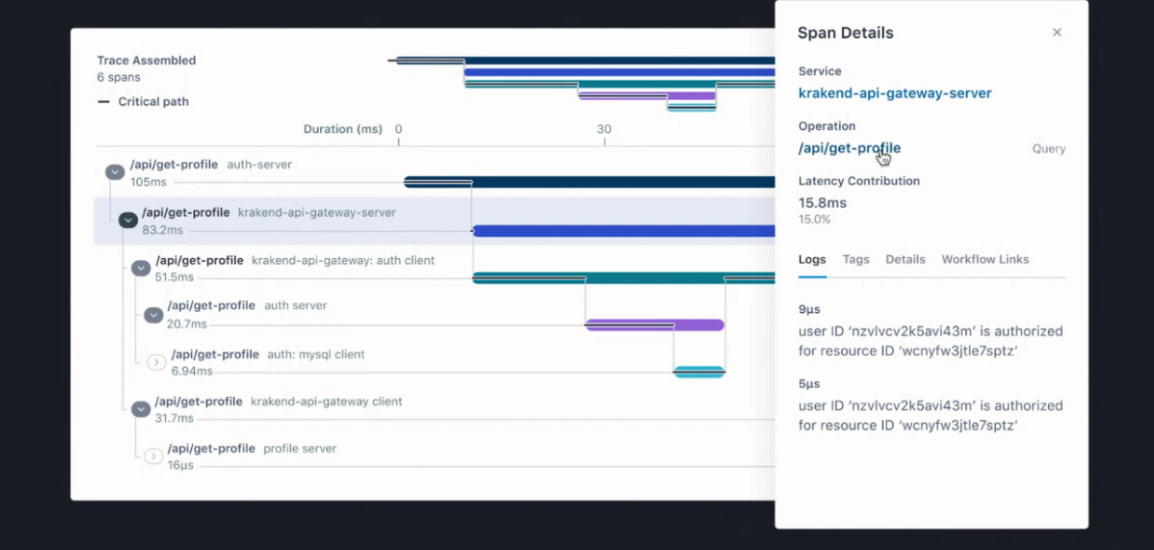 Trace Assembled
6 spans
Critical path
Duration (ms) 0 30
/api/get-profile auth-server
105ms
/api/get-profile krakend-api-gateway-server
83.2ms
/api/get-profile krakend-api-gateway: auth client
51.5ms
/api/get-profile auth server
20.7ms
/api/get-profile auth: mysql client
6.94ms
/api/get-profile krakend-api-gateway client
31.7ms
/api/get-profile profile server
16µs
Span Details
Service
krakend-api-gateway-server
Operation
/api/get-profile Query
Latency Contribution
15.8ms
15.0%
Logs Tags Details Workflow Links
9µs
user ID ‘nzvlvcv2k5avi43m’ is authorized
for resource ID ‘wcnyfw3jtle7sptz’
5µs
user ID ‘nzvlvcv2k5avi43m’ is authorized
for resource ID ‘wcnyfw3jtle7sptz’